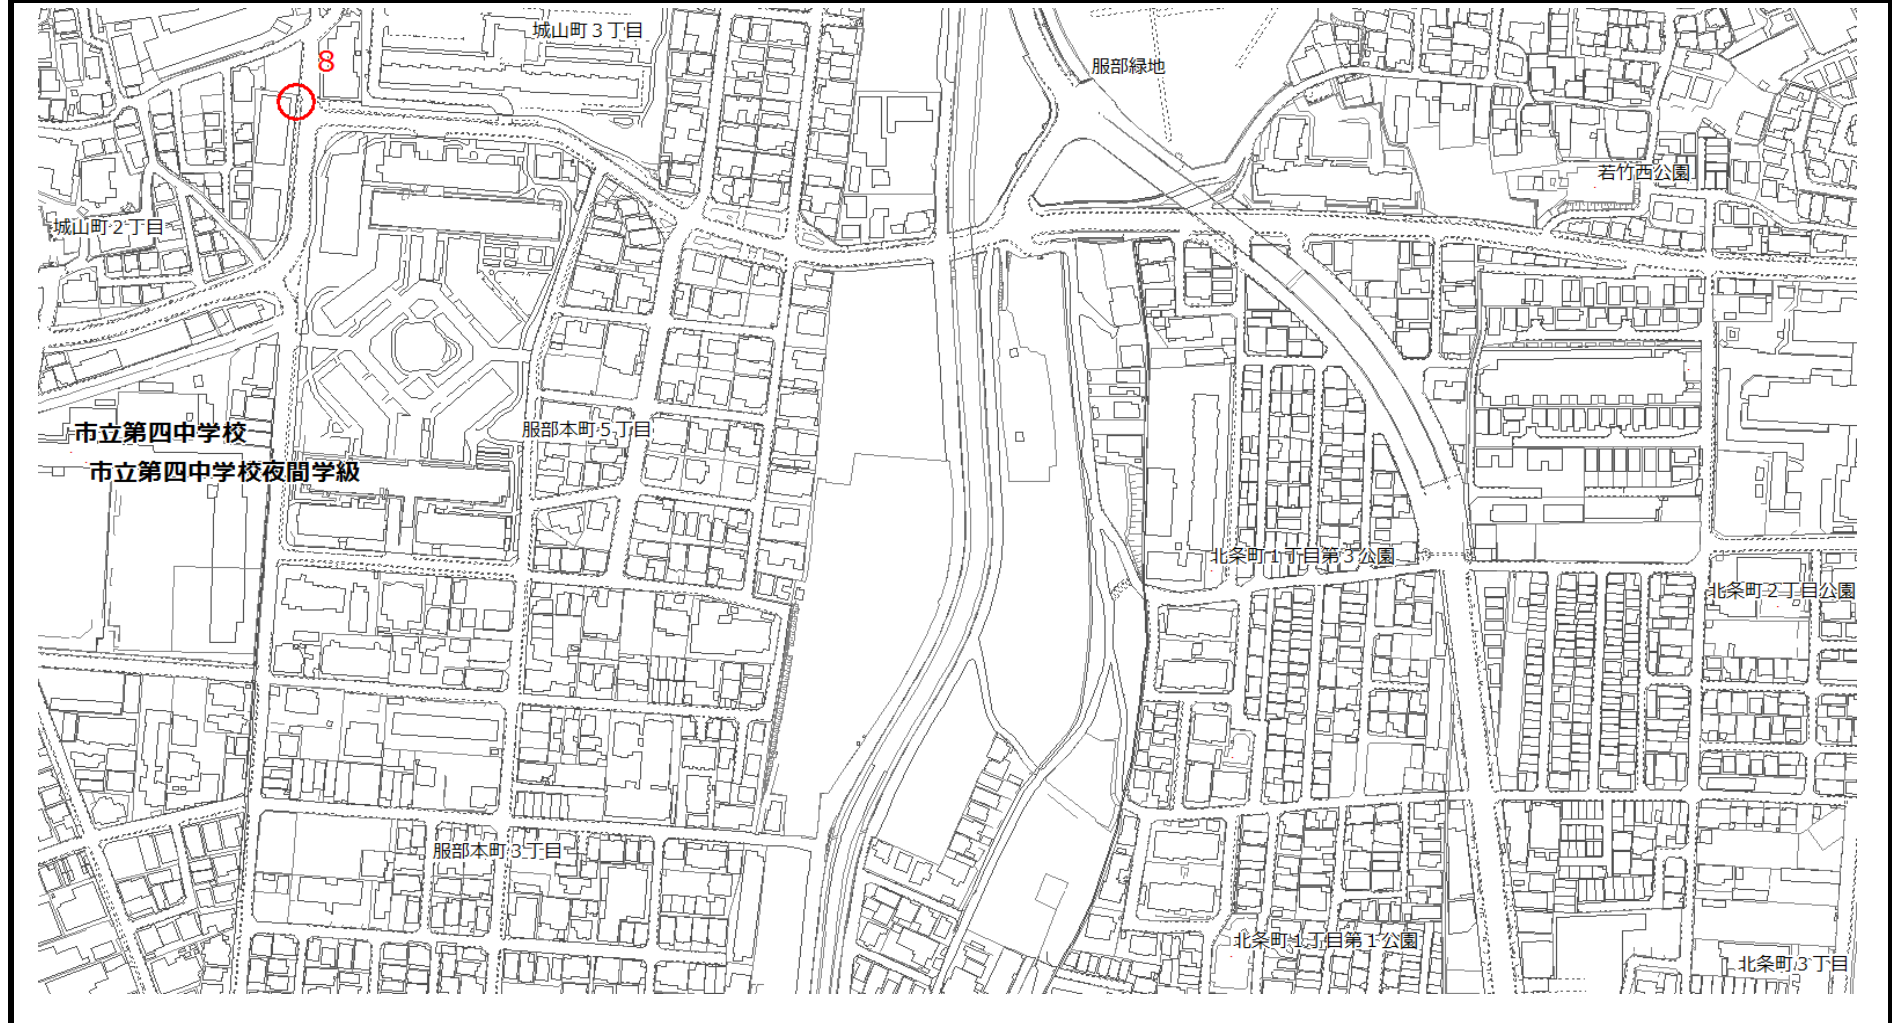 城山町３丁目
8
服部緑地
若竹西公園
城山町２丁目
市立第四中学校
服部本町５丁目
市立第四中学校夜間学級
北条町１丁目第３公園
北条町２丁目公園
服部本町３丁目
北条町１丁目第１公園
北条町３丁目